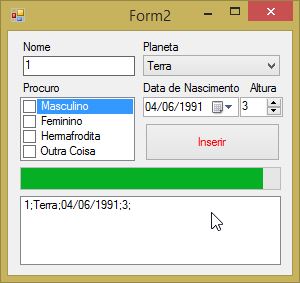 Form2
Nome
Planeta
1
Terra
Procuro
Data de Nascimento
Altura
Masculino
Feminino
Hemafrodita
Outra Coisa
04/06/1991
3
Inserir
1;Terra;04/06/1991;3;